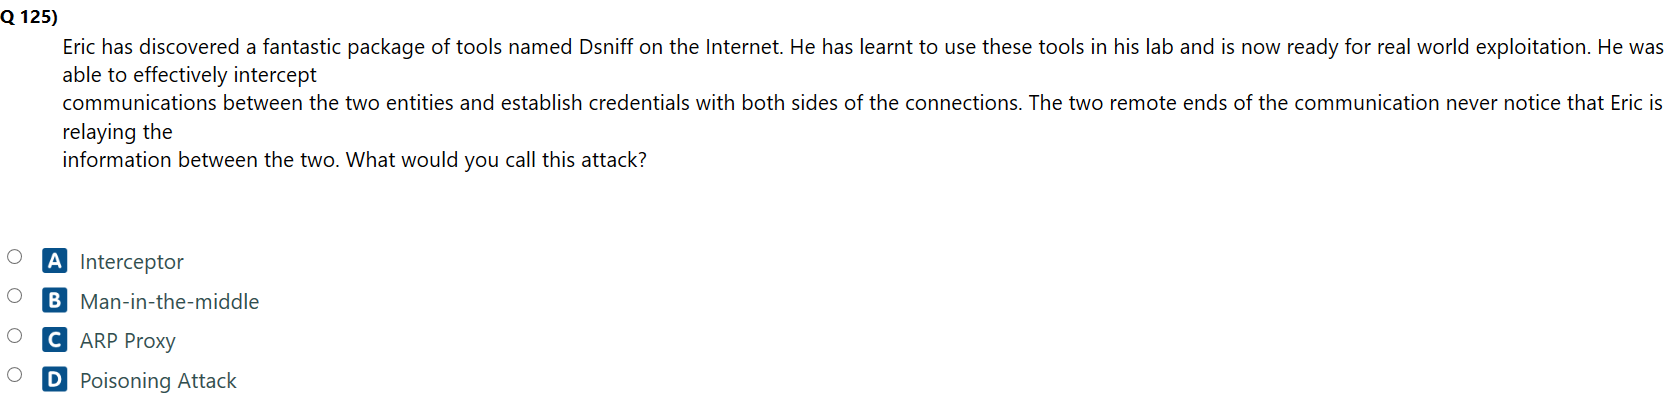 Q 125)
Eric has discovered a fantastic package of tools named Dsniff on the Internet. He has learnt to use these tools in his lab and is now ready for real world exploitation. He was
able to effectively intercept
communications between the two entities and establish credentials with both sides of the connections. The two remote ends of the communication never notice that Eric is
relaying the
information between the two. What would you call this attack?
A Interceptor
B Man-in-the-middle
C ARP Proxy
D Poisoning Attack